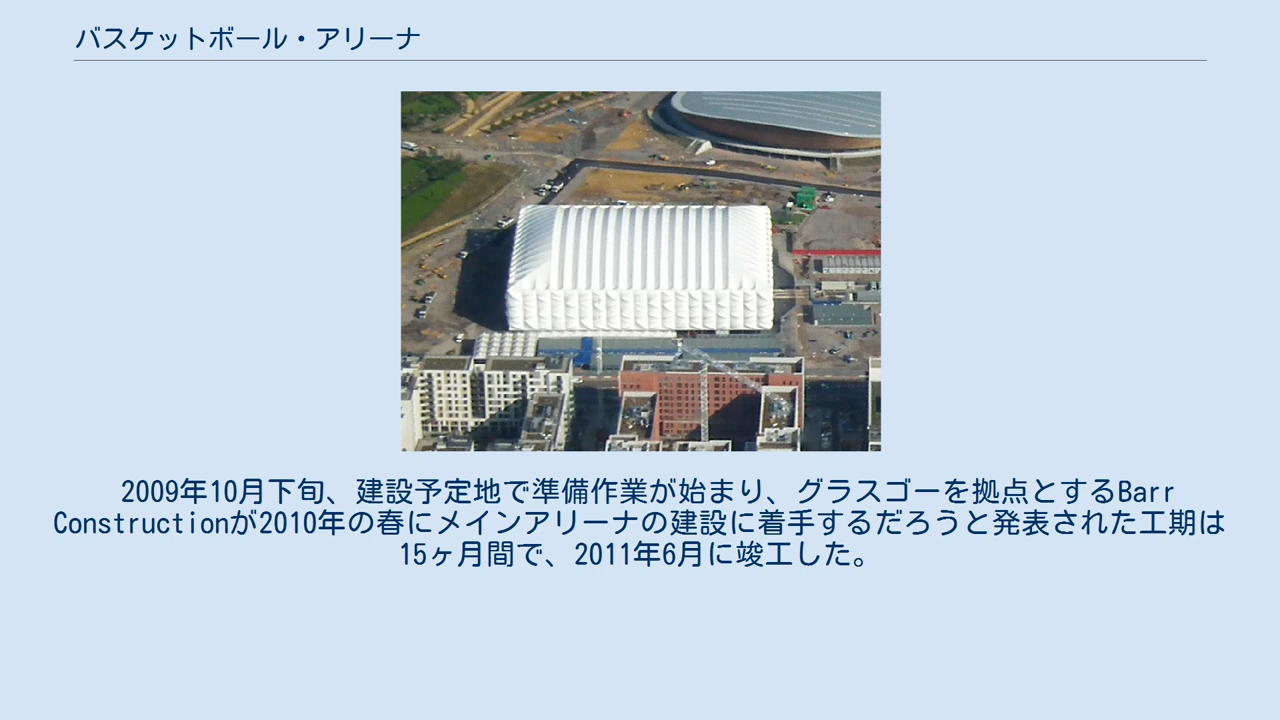 バスケットボール・アリーナ
2009年10月下旬、建設予定地で準備作業が始まり、グラスゴーを拠点とするBarr
Constructionが2010年の春にメインアリーナの建設に着手するだろうと発表された工期は
15ヶ月間で、2011年6月に竣工した。